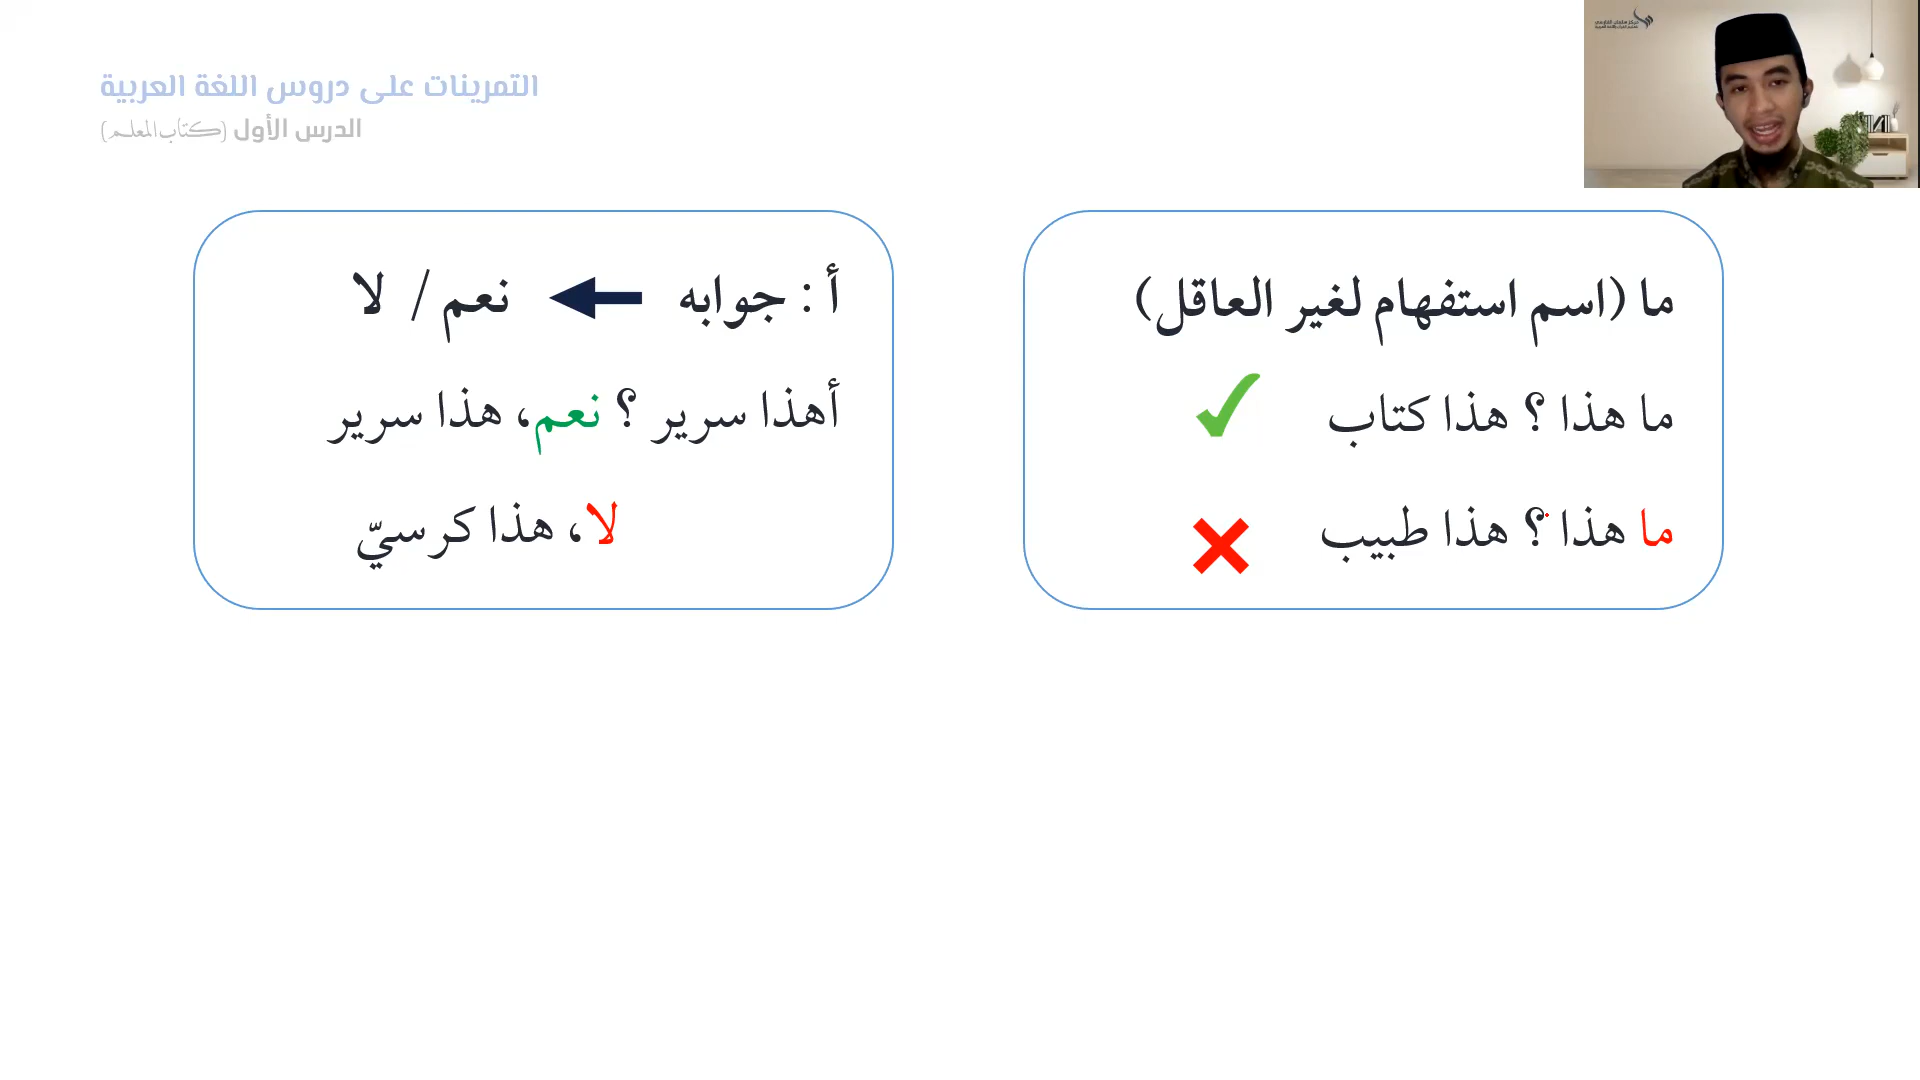 التمرينات على دروس اللغة العربية
الدرس الأول (كتاب المعلم)
ما (اسم استفهام لغير العاقل)
ما هذا ؟ هذا كتاب
ما هذا ؟ هذا طبيب
أ : جوابه نعم / لا
أهذا سرير ؟ نعم، هذا سرير
لا، هذا كرسيّ